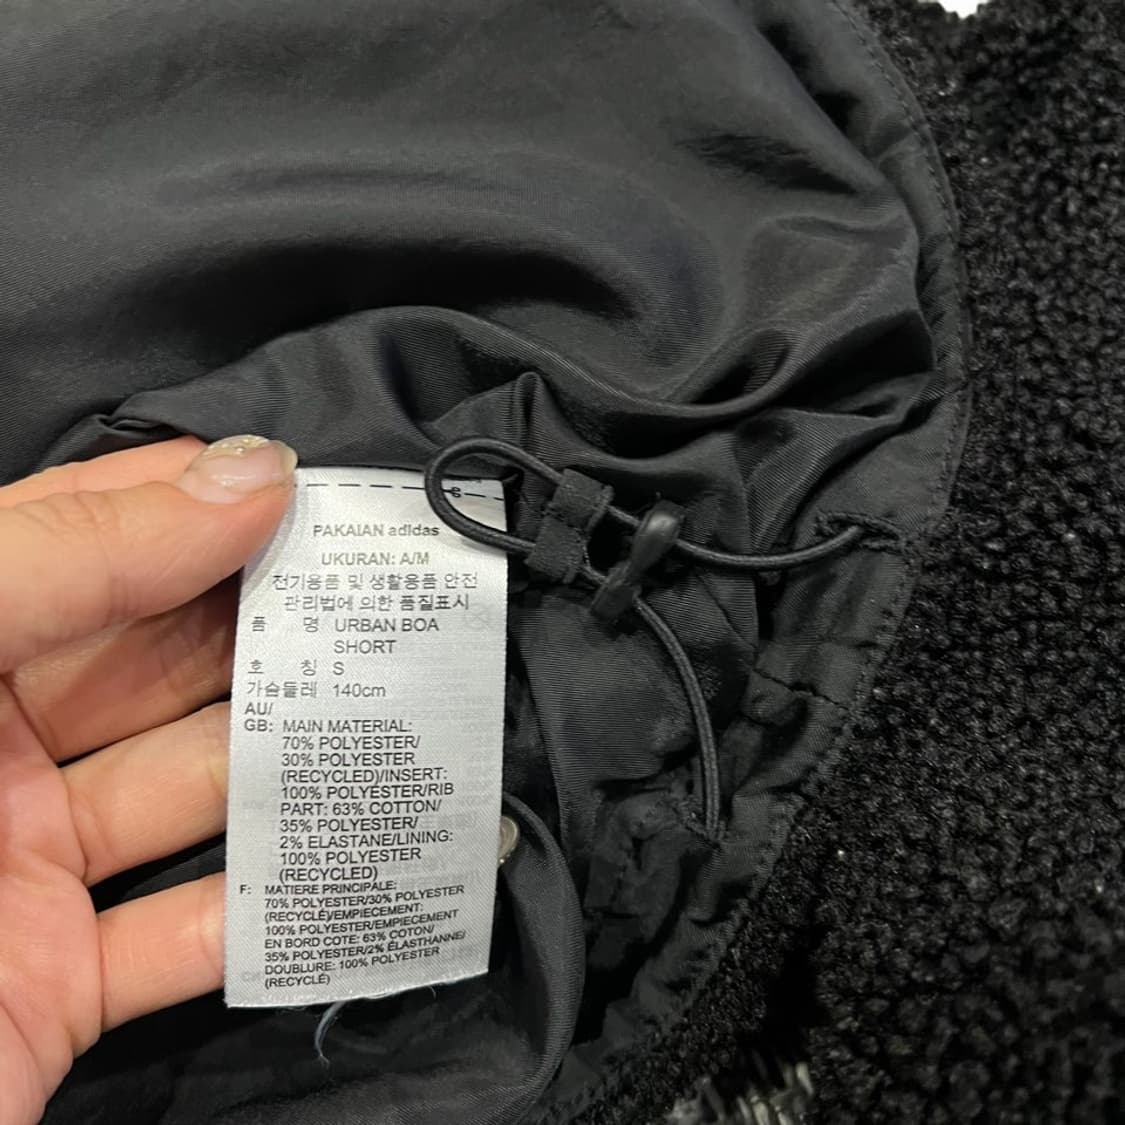 PAKAIAN adidas
UKURAN: A/M
전기용품 및 생활용품 안전
관리법에 의한 품질표시
품 명 URBAN BOA
SHORT
호 칭 S
가슴둘레 140cm
AU/
GB: MAIN MATERIAL:
70% POLYESTER/
30% POLYESTER
(RECYCLED)/INSERT:
100% POLYESTER/RIB
PART: 63% COTTON/
35% POLYESTER/
2% ELASTANE/LINING:
100% POLYESTER
(RECYCLED)
F: MATIERE PRINCIPALE:
70% POLYESTER/30% POLYESTER
(RECYCLÉ)/EMPIECEMENT:
100% POLYESTER/EMPIECEMENT
EN BORD COTE: 63% COTON/
35% POLYESTER/2% ÉLASTHANNE/
DOUBLURE: 100% POLYESTER
(RECYCLÉ)